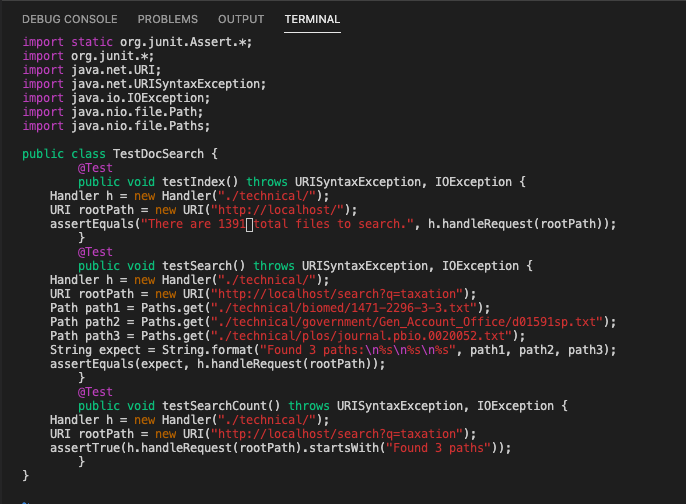 DEBUG CONSOLE PROBLEMS OUTPUT TERMINAL
import static org.junit.Assert.*;
import org.junit.*;
import java.net.URI;
import java.net.URISyntaxException;
import java.io.IOException;
import java.nio.file.Path;
import java.nio.file.Paths;

public class TestDocSearch {
        @Test
        public void testIndex() throws URISyntaxException, IOException {
    Handler h = new Handler("./technical/");
    URI rootPath = new URI("http://localhost/");
    assertEquals("There are 1391 total files to search.", h.handleRequest(rootPath));
        }
        @Test
        public void testSearch() throws URISyntaxException, IOException {
    Handler h = new Handler("./technical/");
    URI rootPath = new URI("http://localhost/search?q=taxation");
    Path path1 = Paths.get("./technical/biomed/1471-2296-3-3.txt");
    Path path2 = Paths.get("./technical/government/Gen_Account_Office/d01591sp.txt");
    Path path3 = Paths.get("./technical/plos/journal.pbio.0020052.txt");
    String expect = String.format("Found 3 paths:\n%s\n%s\n%s", path1, path2, path3);
    assertEquals(expect, h.handleRequest(rootPath));
        }
        @Test
        public void testSearchCount() throws URISyntaxException, IOException {
    Handler h = new Handler("./technical/");
    URI rootPath = new URI("http://localhost/search?q=taxation");
    assertTrue(h.handleRequest(rootPath).startsWith("Found 3 paths"));
        }
}